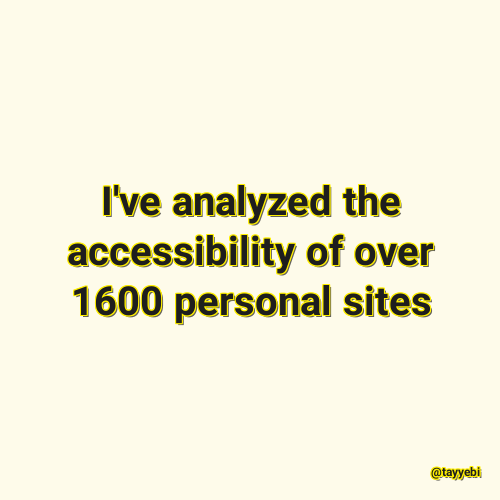 I've analyzed the
accessibility of over
1600 personal sites
@tayyebi